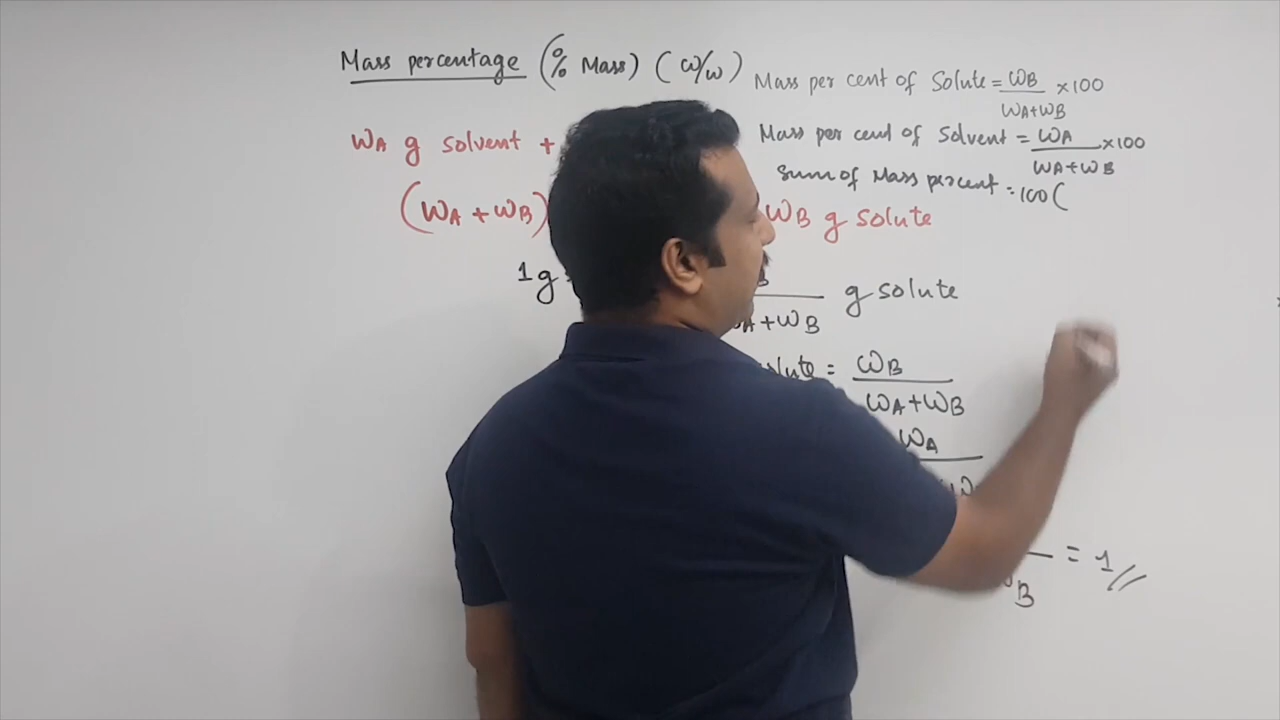 Mass percentage (% Mass) (w/w)
Mass per cent of Solute = wB / wA+wB ×100
wA g solvent +
Mass per cent of Solvent = wA / wA+wB ×100
Sum of Mass percent = 100 (
(wA + wB)
wB g solute
1g
g solute
A+wB
= wB / wA+wB
wA
B = 1